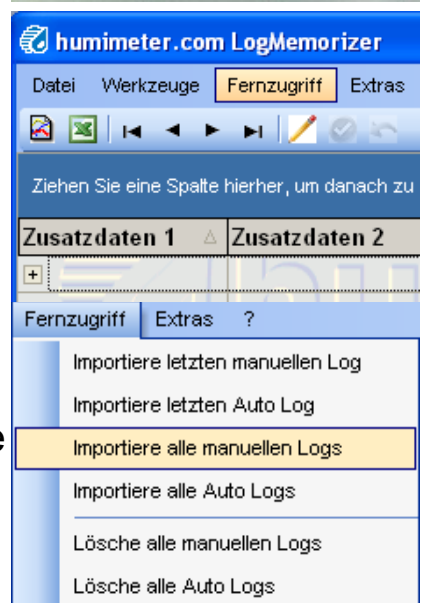 humimeter.com LogMemorizer
Datei Werkzeuge Fernzugriff Extras
Ziehen Sie eine Spalte hierher, um danach zu
Zusatzdaten 1 Zusatzdaten 2
Fernzugriff Extras ?
Importiere letzten manuellen Log
Importiere letzten Auto Log
e
Importiere alle manuellen Logs
Importiere alle Auto Logs
Lösche alle manuellen Logs
Lösche alle Auto Logs